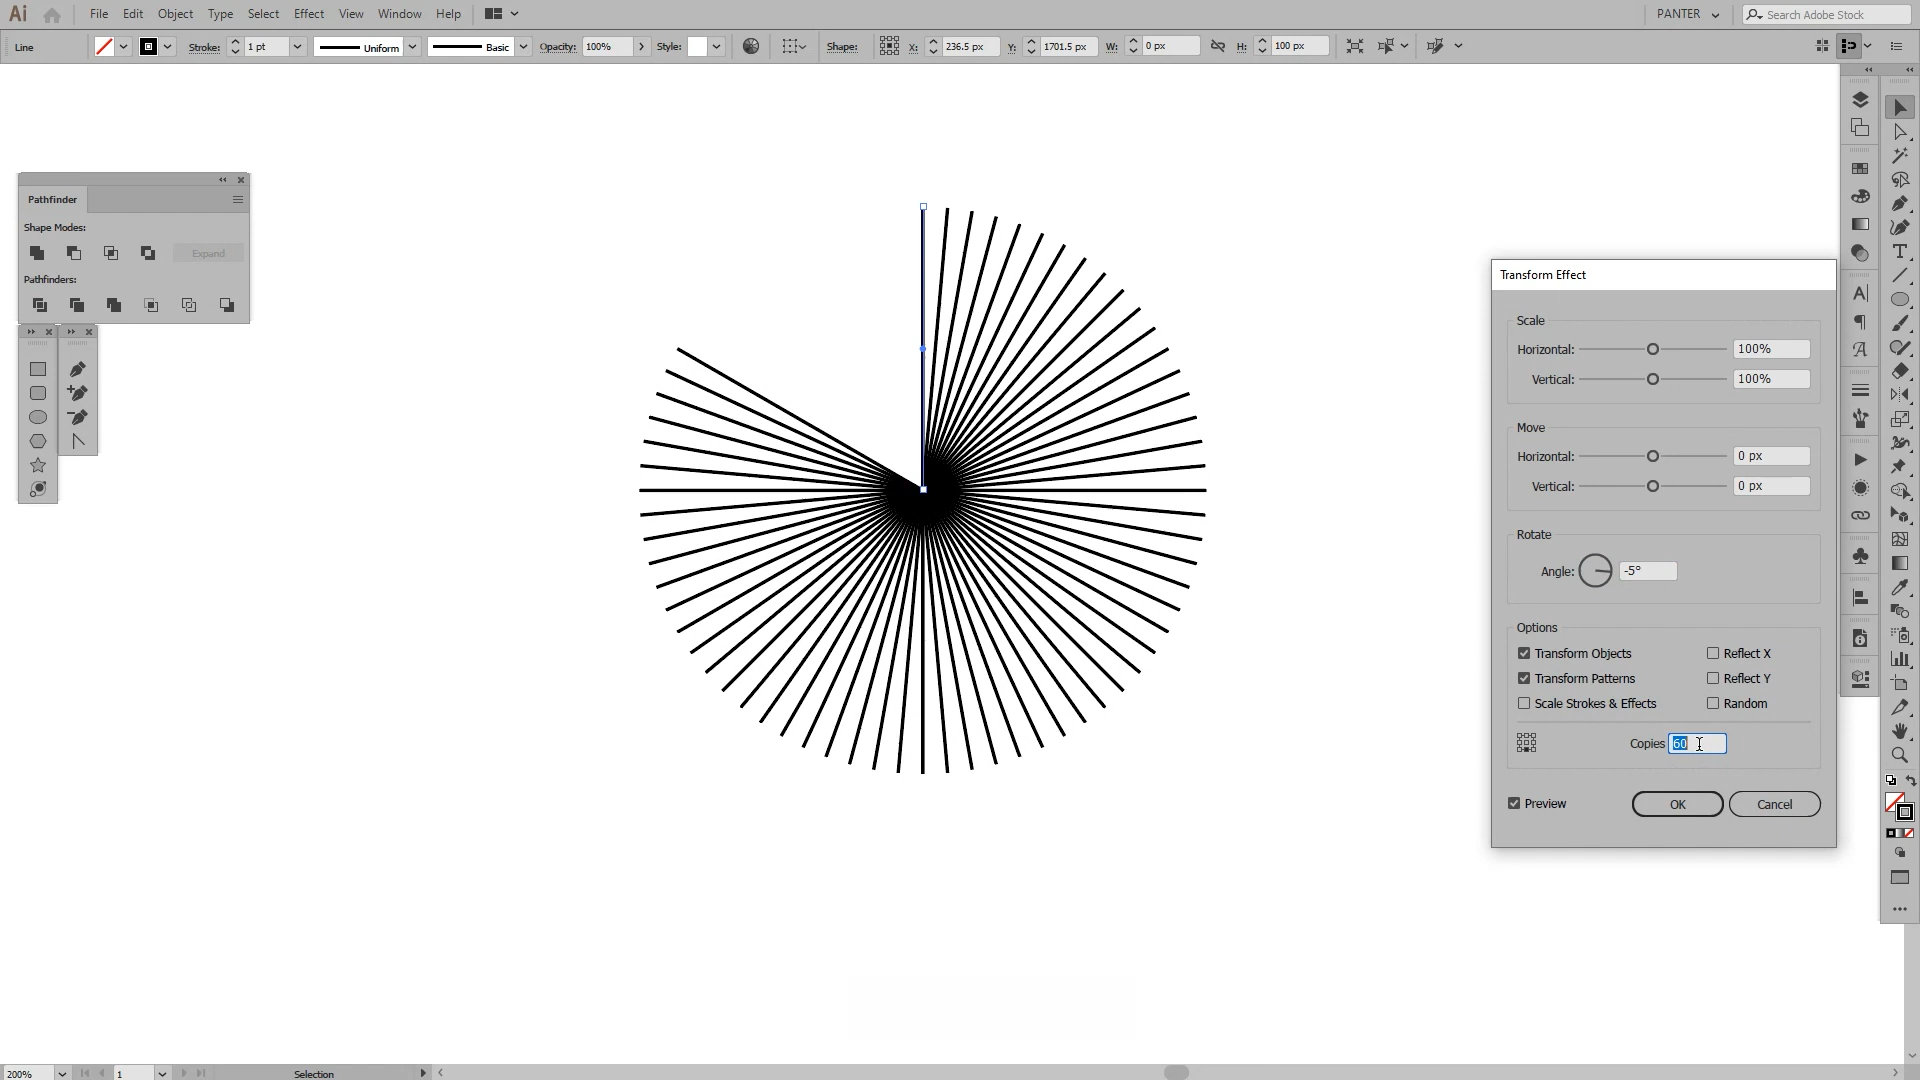 Ai File Edit Object Type Select Effect View Window Help PANTER Search Adobe Stock
Line Stroke: 1 pt Uniform Basic Opacity: 100% Style: Shape: X: 236.5 px Y: 1701.5 px W: 0 px H: 100 px
Pathfinder
Shape Modes:
Expand
Pathfinders:
Transform Effect
Scale
Horizontal: 100%
Vertical: 100%
Move
Horizontal: 0 px
Vertical: 0 px
Rotate
Angle: -5°
Options
Transform Objects Reflect X
Transform Patterns Reflect Y
Scale Strokes & Effects Random
Copies 60
Preview OK Cancel
200% 1 Selection